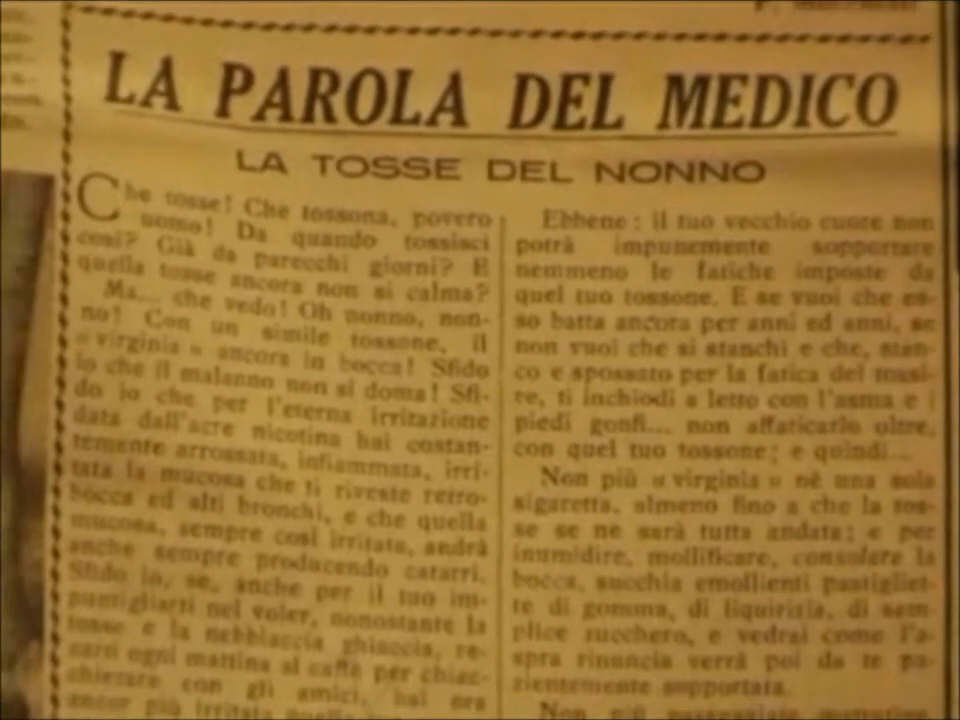 LA PAROLA DEL MEDICO
LA TOSSE DEL NONNO
Che tosse! Che tossona, povero
uomo! Da quando tossisci
così? Già da parecchi giorni? E
quella tosse ancora non si calma?
Ma... che vedo! Oh nonno, non-
no! Con un simile tossone, il
« virginia » ancora in bocca! Sfido
io che il malanno non si doma! Sfi-
do io che per l'eterna irritazione
data dall'acre nicotina hai costan-
temente arrossata, infiammata, irri-
tata la mucosa che ti riveste retro-
bocca ed alti bronchi, e che quella
mucosa, sempre così irritata, andrà
anche sempre producendo catarri.
Sfido io, se, anche per il tuo im-
puntigliarti nel voler, nonostante la
tosse e la nebbiaccia ghiaccia, re-
carti ogni mattina al caffè per chiac-
chierare con gli amici, hai ora
ancor più irritata quella
Ebbene: il tuo vecchio cuore non
potrà impunemente sopportare
nemmeno le fatiche imposte da
quel tuo tossone. E se vuoi che es-
so batta ancora per anni ed anni, se
non vuoi che si stanchi e che, stan-
co e spossato per la fatica del tossi-
re, ti inchiodi a letto con l'asma e i
piedi gonfi... non affaticarlo oltre,
con quel tuo tossone; e quindi...
Non più « virginia » nè una sola
sigaretta, almeno fino a che la tos-
se se ne sarà tutta andata; e per
inumidire, mollificare, consolare la
bocca, succhia emollienti pastigliet-
te di gomma, di liquirizia, di sem-
plice zucchero, e vedrai come l'a-
spra rinuncia verrà poi da te pa-
zientemente sopportata.
Non più